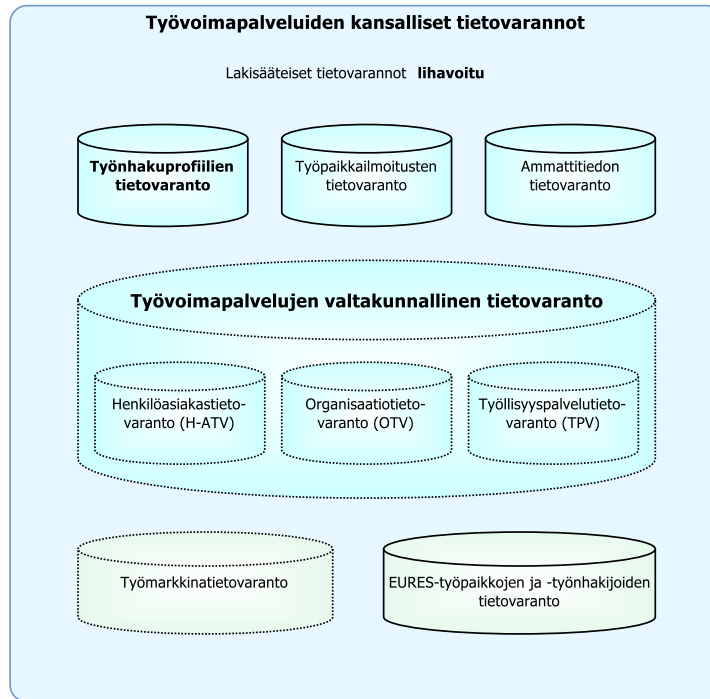 Työvoimapalveluiden kansalliset tietovarannot
Lakisääteiset tietovarannot lihavoitu
Työnhakuprofiilien
tietovaranto
Työpaikkailmoitusten
tietovaranto
Ammattitiedon
tietovaranto
Työvoimapalvelujen valtakunnallinen tietovaranto
Henkilöasiakastieto-
varanto (H-ATV)
Organisaatiotieto-
varanto (OTV)
Työllisyyspalvelutieto-
varanto (TPV)
Työmarkkinatietovaranto
EURES-työpaikkojen ja -työnhakijoiden
tietovaranto